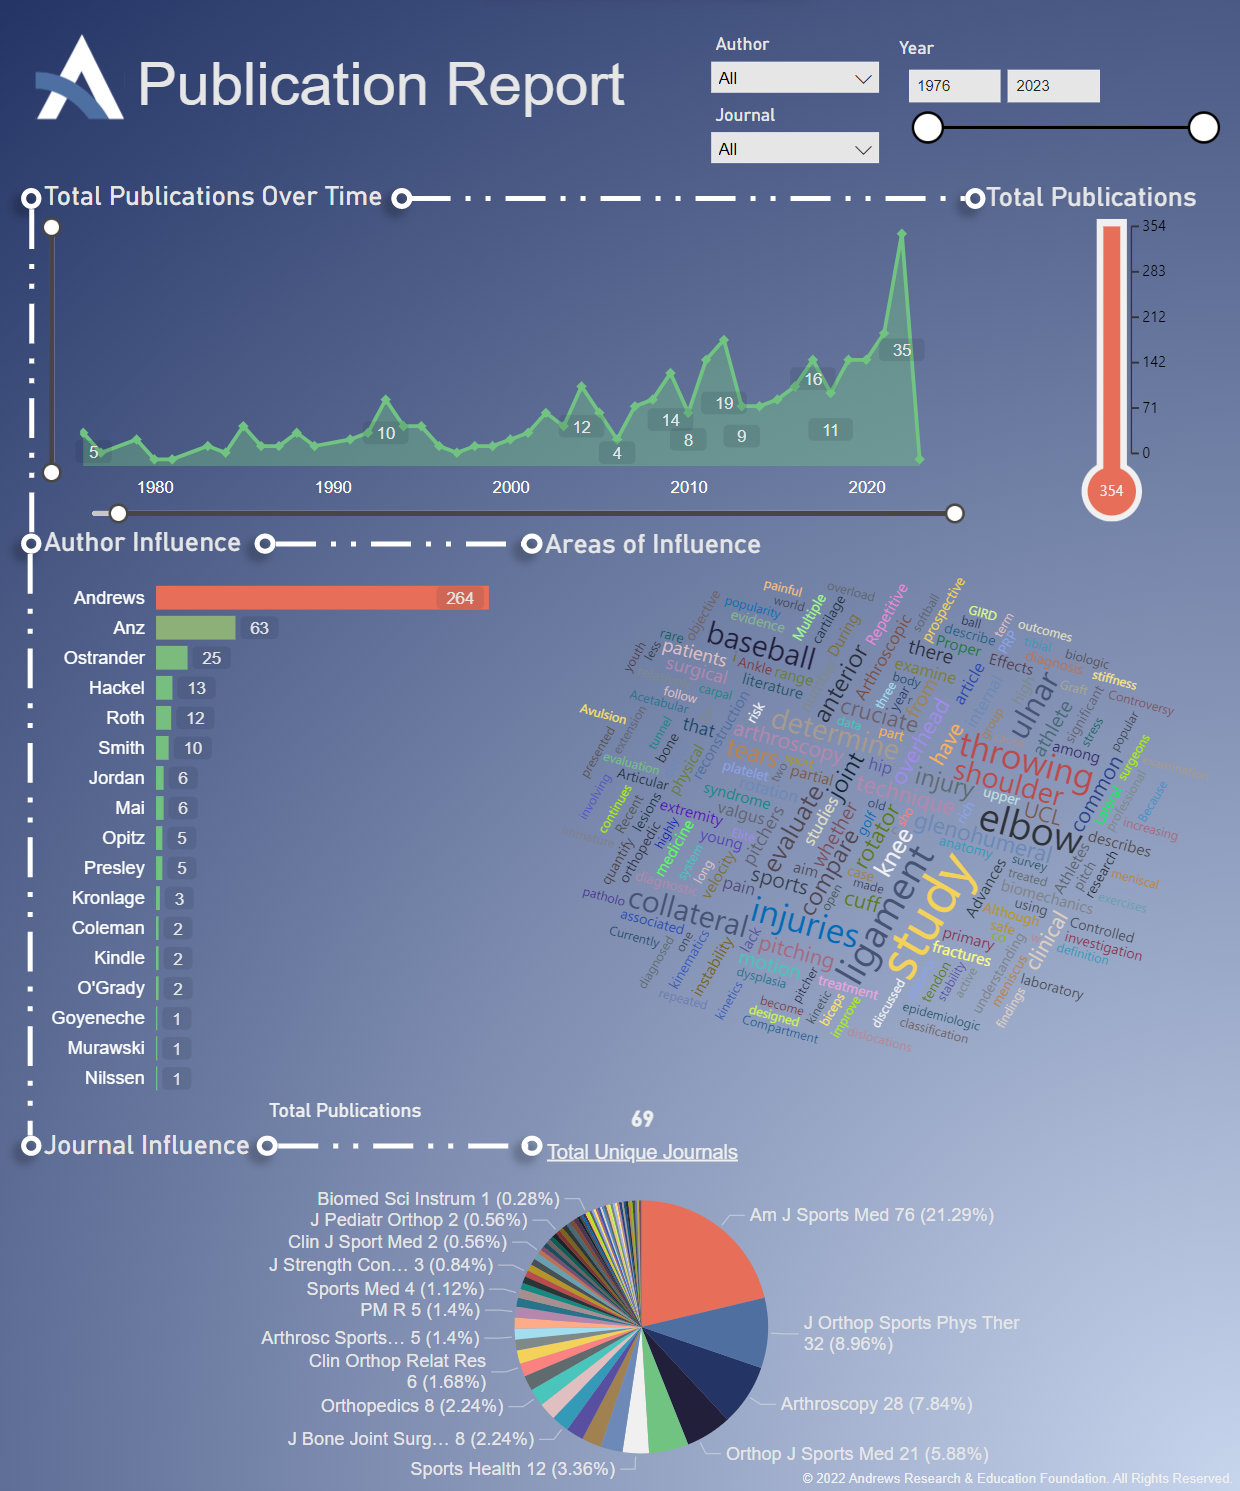 Publication Report
Author
All
Journal
All
Year
1976
2023
Total Publications Over Time
Total Publications
5
10
12
4
14
8
19
9
16
11
35
1980
1990
2000
2010
2020
354
283
212
142
71
0
354
Author Influence
Andrews 264
Anz 63
Ostrander 25
Hackel 13
Roth 12
Smith 10
Jordan 6
Mai 6
Opitz 5
Presley 5
Kronlage 3
Coleman 2
Kindle 2
O'Grady 2
Goyeneche 1
Murawski 1
Nilssen 1
Total Publications
Areas of Influence
painful
overload
popularity
world
Multiple
cartilage
During
Repetitive
softball
prospective
GIRD
ball
term
outcomes
objective
evidence
rare
less
youth
baseball
patients
surgical
Ankle
range
literature
anterior
Arthroscopic
there
describe
Proper
PRP
tibial
diagnosis
biologic
stiffness
Effects
examine
body
three
year
from
article
internal
high
Graft
ulnar
athlete
significant
stress
Controversy
popular
Acetabular
follow
carpal
risk
Avulsion
extension
presented
tunnel
bone
that
reconstruction
determine
cruciate
data
part
overhead
have
group
throwing
among
surgeons
common
arthroscopy
tears
platelet
two
partial
joint
hip
injury
shoulder
upper
UCL
Lateral
professional
Because
increasing
evaluation
Articular
physical
involving
continues
Recent
lesions
syndrome
rotation
valgus
technique
elbow
glenohumeral
anatomy
describes
extremity
young
pitchers
evaluate
studies
whether
old
golf
rotator
knee
quantify
orthopedic
highly
medicine
system
long
velocity
pain
diagnostic
sports
aim
compare
case
made
open
cuff
ligament
study
survey
treated
biomechanics
Advances
using
Athletes
pitch
research
meniscal
exercises
patholo
collateral
associated
Currently
diagnosed
one
kinematics
repeated
instability
lack
injuries
pitching
motion
dysplasia
kinetics
become
designed
Compartment
pitcher
kinetic
biceps
treatment
improve
discussed
dislocations
primary
fractures
tendon
stability
active
epidemiologic
classification
Although
safe
understanding
meniscus
findings
clinical
Controlled
investigation
definition
laboratory
Journal Influence
69
Total Unique Journals
Biomed Sci Instrum 1 (0.28%)
J Pediatr Orthop 2 (0.56%)
Clin J Sport Med 2 (0.56%)
J Strength Con... 3 (0.84%)
Sports Med 4 (1.12%)
PM R 5 (1.4%)
Arthrosc Sports... 5 (1.4%)
Clin Orthop Relat Res
6 (1.68%)
Orthopedics 8 (2.24%)
J Bone Joint Surg... 8 (2.24%)
Sports Health 12 (3.36%)
Am J Sports Med 76 (21.29%)
J Orthop Sports Phys Ther
32 (8.96%)
Arthroscopy 28 (7.84%)
Orthop J Sports Med 21 (5.88%)
© 2022 Andrews Research & Education Foundation. All Rights Reserved.